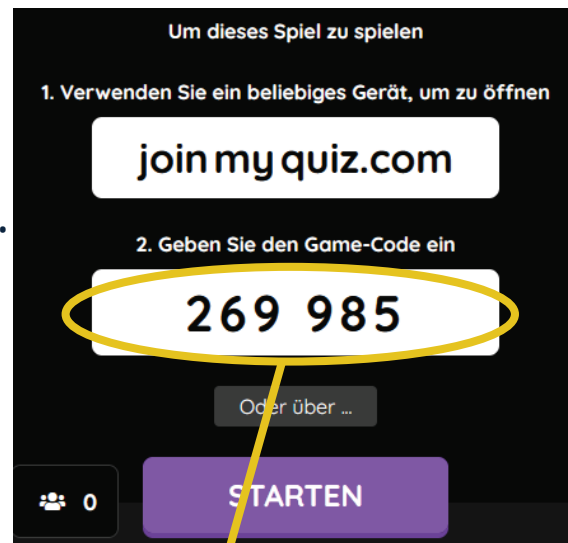 Um dieses Spiel zu spielen
1. Verwenden Sie ein beliebiges Gerät, um zu öffnen
joinmyquiz.com
2. Geben Sie den Game-Code ein
269 985
Oder über ...
0
STARTEN